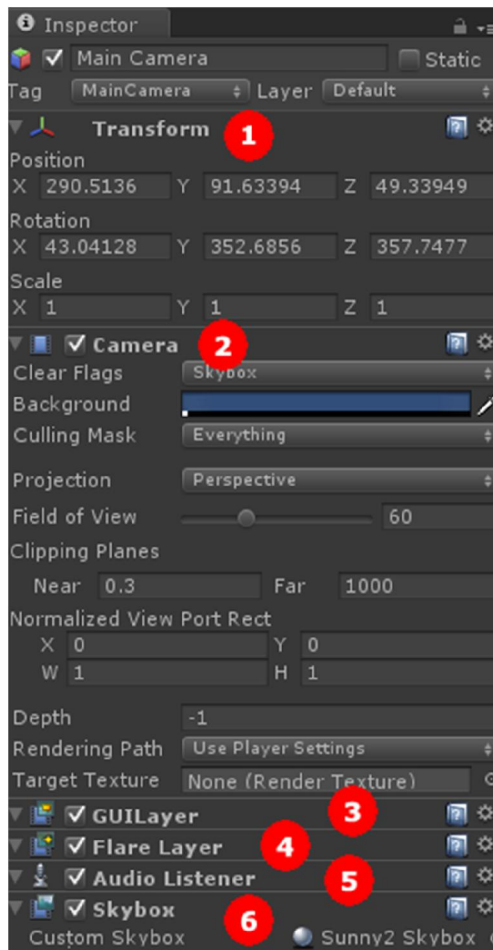 Inspector
Main Camera Static
Tag MainCamera Layer Default
Transform 1
Position
X 290.5136 Y 91.63394 Z 49.33949
Rotation
X 43.04128 Y 352.6856 Z 357.7477
Scale
X 1 Y 1 Z 1
Camera 2
Clear Flags Skybox
Background
Culling Mask Everything
Projection Perspective
Field of View 60
Clipping Planes
Near 0.3 Far 1000
Normalized View Port Rect
X 0 Y 0
W 1 H 1
Depth -1
Rendering Path Use Player Settings
Target Texture None (Render Texture)
GUILayer 3
Flare Layer 4
Audio Listener 5
Skybox 6
Custom Skybox Sunny2 Skybox